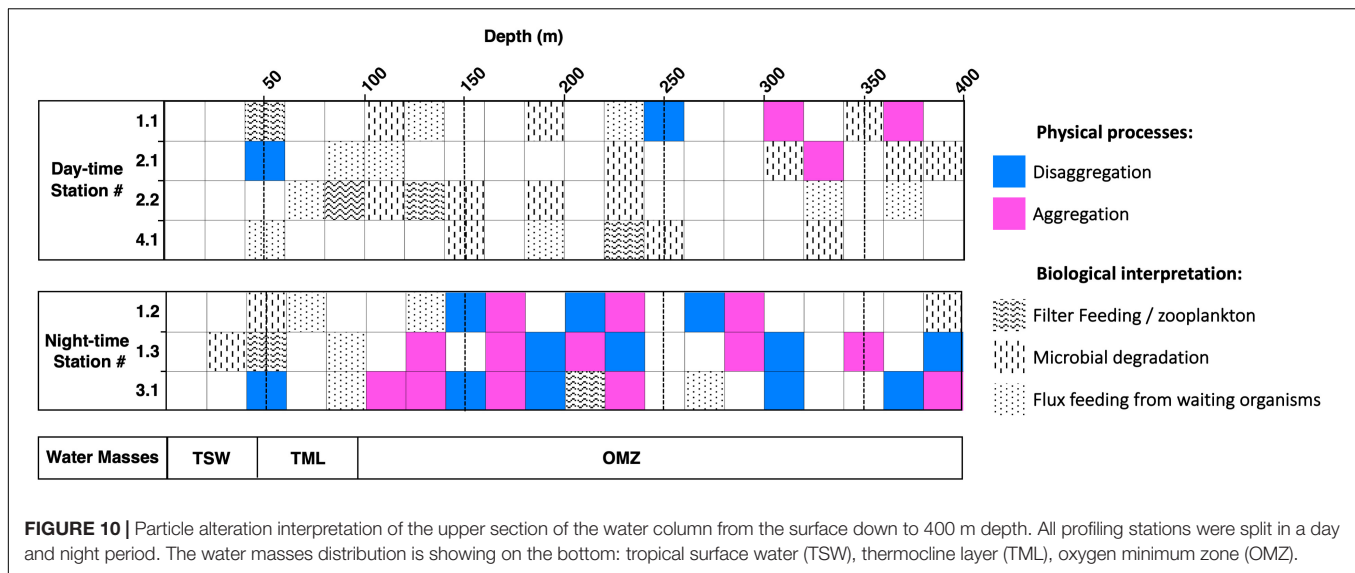 Depth (m)
50 100 150 200 250 300 350 400
Day-time
Station #
1.1
2.1
2.2
4.1
Night-time
Station #
1.2
1.3
3.1
Water Masses TSW TML OMZ
Physical processes:
Disaggregation
Aggregation
Biological interpretation:
Filter Feeding / zooplankton
Microbial degradation
Flux feeding from waiting organisms
FIGURE 10 | Particle alteration interpretation of the upper section of the water column from the surface down to 400 m depth. All profiling stations were split in a day
and night period. The water masses distribution is showing on the bottom: tropical surface water (TSW), thermocline layer (TML), oxygen minimum zone (OMZ).